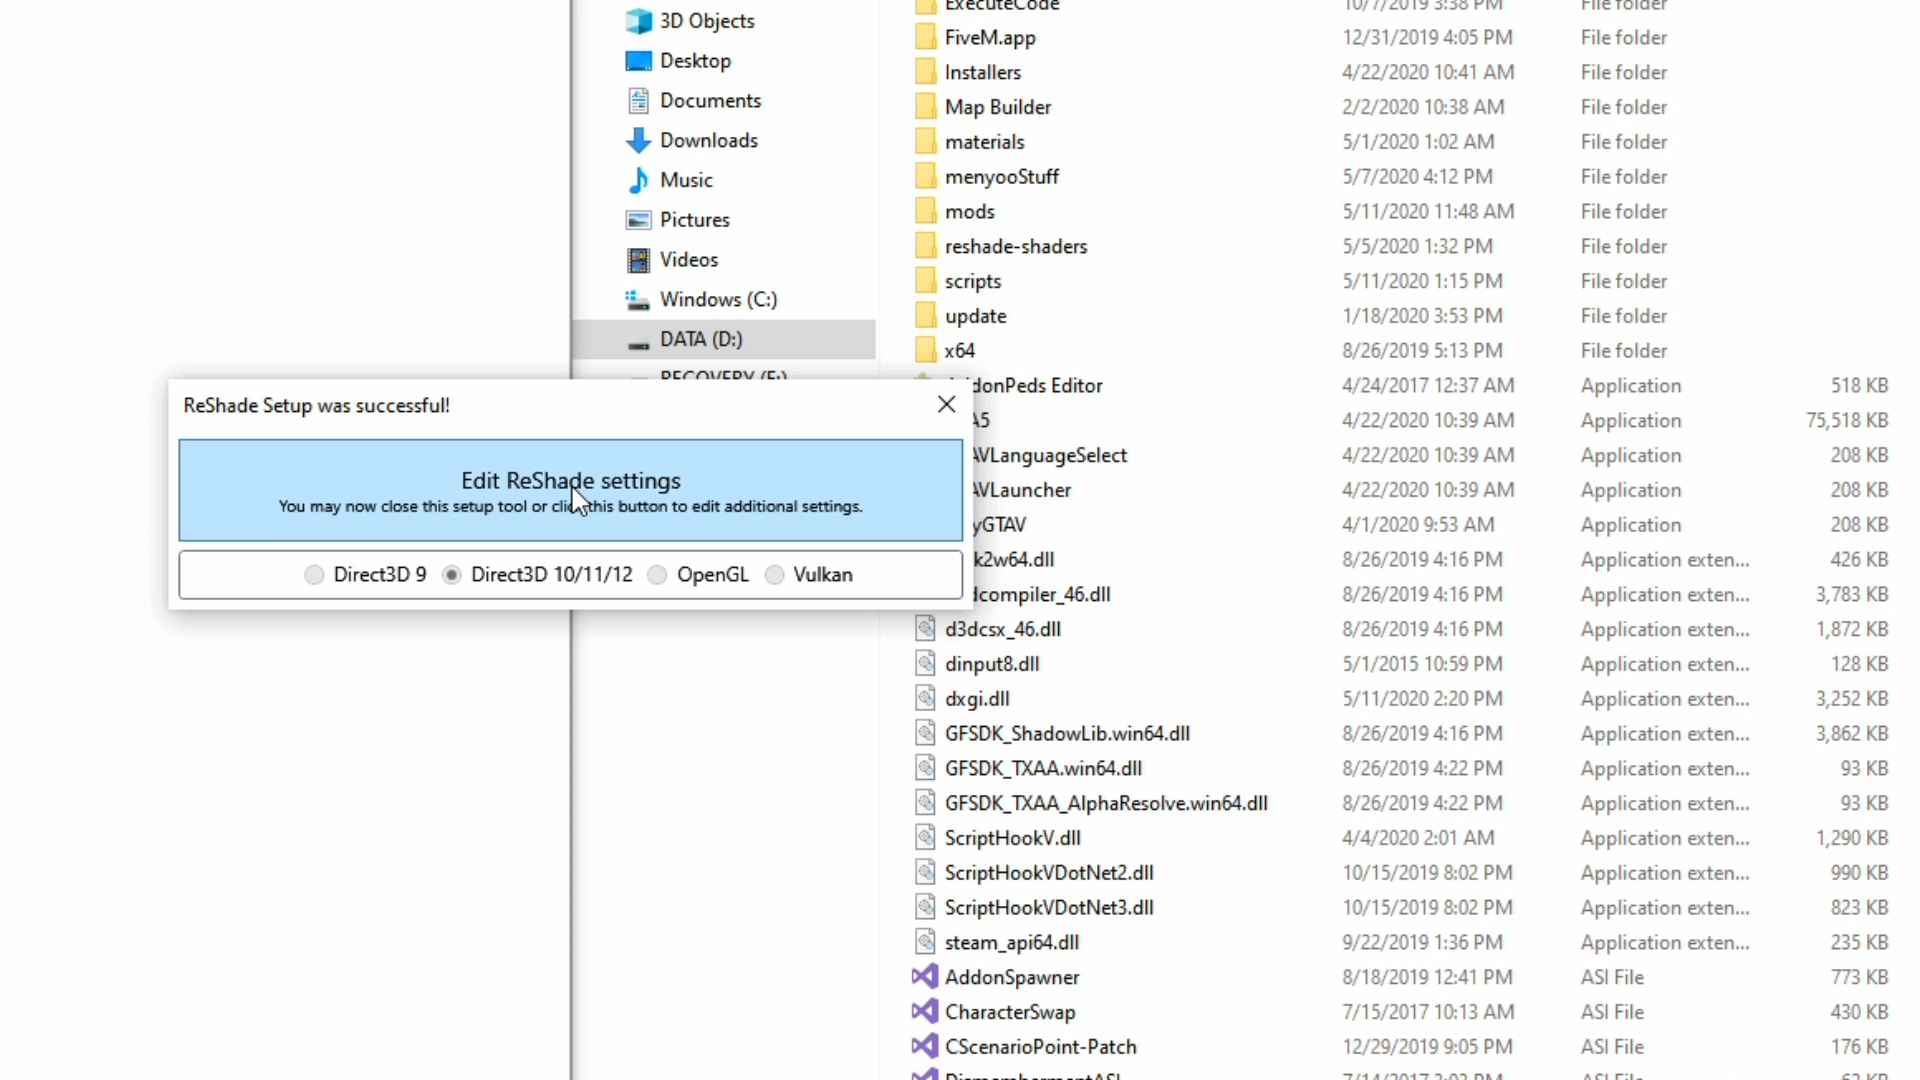 3D Objects
Desktop
Documents
Downloads
Music
Pictures
Videos
Windows (C:)
DATA (D:)
RECOVERY (E:)
ExecuteCode 10/7/2019 3:38 PM File folder
FiveM.app 12/31/2019 4:05 PM File folder
Installers 4/22/2020 10:41 AM File folder
Map Builder 2/2/2020 10:38 AM File folder
materials 5/1/2020 1:02 AM File folder
menyooStuff 5/7/2020 4:12 PM File folder
mods 5/11/2020 11:48 AM File folder
reshade-shaders 5/5/2020 1:32 PM File folder
scripts 5/11/2020 1:15 PM File folder
update 1/18/2020 3:53 PM File folder
x64 8/26/2019 5:13 PM File folder
donPeds Editor 4/24/2017 12:37 AM Application 518 KB
A5 4/22/2020 10:39 AM Application 75,518 KB
AVLanguageSelect 4/22/2020 10:39 AM Application 208 KB
AVLauncher 4/22/2020 10:39 AM Application 208 KB
yGTAV 4/1/2020 9:53 AM Application 208 KB
k2w64.dll 8/26/2019 4:16 PM Application exten... 426 KB
dcompiler_46.dll 8/26/2019 4:16 PM Application exten... 3,783 KB
d3dcsx_46.dll 8/26/2019 4:16 PM Application exten... 1,872 KB
dinput8.dll 5/1/2015 10:59 PM Application exten... 128 KB
dxgi.dll 5/11/2020 2:20 PM Application exten... 3,252 KB
GFSDK_ShadowLib.win64.dll 8/26/2019 4:16 PM Application exten... 3,862 KB
GFSDK_TXAA.win64.dll 8/26/2019 4:22 PM Application exten... 93 KB
GFSDK_TXAA_AlphaResolve.win64.dll 8/26/2019 4:22 PM Application exten... 93 KB
ScriptHookV.dll 4/4/2020 2:01 AM Application exten... 1,290 KB
ScriptHookVDotNet2.dll 10/15/2019 8:02 PM Application exten... 990 KB
ScriptHookVDotNet3.dll 10/15/2019 8:02 PM Application exten... 823 KB
steam_api64.dll 9/22/2019 1:36 PM Application exten... 235 KB
AddonSpawner 8/18/2019 12:41 PM ASI File 773 KB
CharacterSwap 7/15/2017 10:13 AM ASI File 430 KB
CScenarioPoint-Patch 12/29/2019 9:05 PM ASI File 176 KB
ReShade Setup was successful!
Edit ReShade settings
You may now close this setup tool or click this button to edit additional settings.
Direct3D 9 Direct3D 10/11/12 OpenGL Vulkan